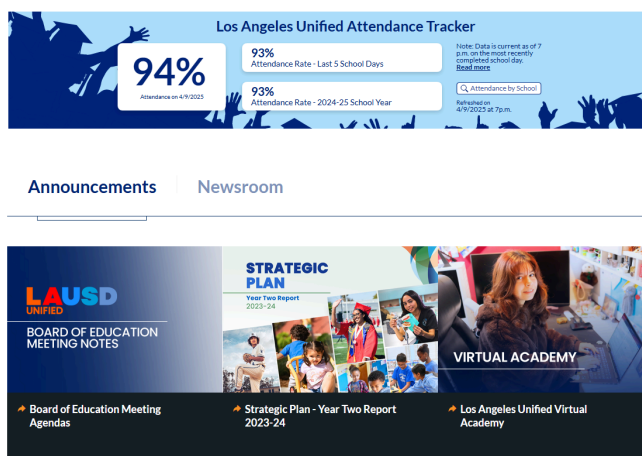 Los Angeles Unified Attendance Tracker
94%
Attendance on 4/9/2025
93%
Attendance Rate - Last 5 School Days
93%
Attendance Rate - 2024-25 School Year
Note: Data is current as of 7
p.m. on the most recently
completed school day.
Read more
Attendance by School
Refreshed on
4/9/2025 at 7p.m.
Announcements
Newsroom
LAUSD
UNIFIED
BOARD OF EDUCATION
MEETING NOTES
STRATEGIC
PLAN
Year Two Report
2023-24
VIRTUAL ACADEMY
Board of Education Meeting
Agendas
Strategic Plan - Year Two Report
2023-24
Los Angeles Unified Virtual
Academy